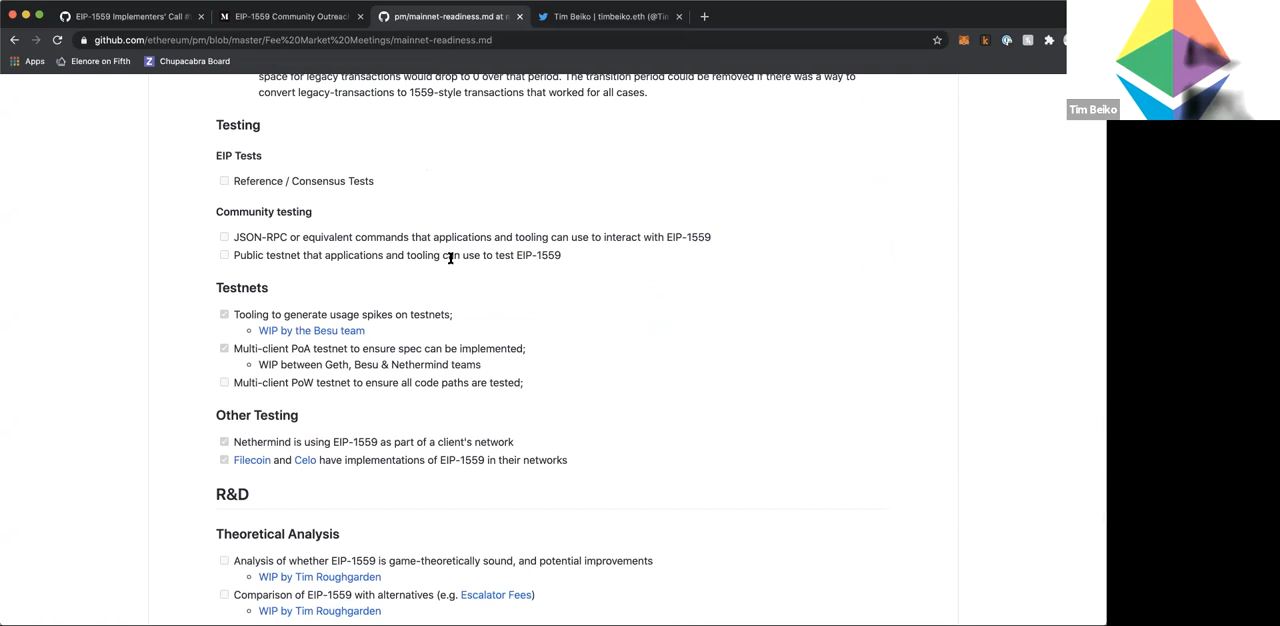 EIP-1559 Implementers' Call #
EIP-1559 Community Outreac
pm/mainnet-readiness.md at m
Tim Beiko | timbeiko.eth (@Tim
github.com/ethereum/pm/blob/master/Fee%20Market%20Meetings/mainnet-readiness.md
Apps
Elenore on Fifth
Chupacabra Board
Tim Beiko
space for legacy transactions would drop to 0 over that period. The transition period could be removed if there was a way to
convert legacy-transactions to 1559-style transactions that worked for all cases.
Testing
EIP Tests
Reference / Consensus Tests
Community testing
JSON-RPC or equivalent commands that applications and tooling can use to interact with EIP-1559
Public testnet that applications and tooling can use to test EIP-1559
Testnets
Tooling to generate usage spikes on testnets;
WIP by the Besu team
Multi-client PoA testnet to ensure spec can be implemented;
WIP between Geth, Besu & Nethermind teams
Multi-client PoW testnet to ensure all code paths are tested;
Other Testing
Nethermind is using EIP-1559 as part of a client's network
Filecoin and Celo have implementations of EIP-1559 in their networks
R&D
Theoretical Analysis
Analysis of whether EIP-1559 is game-theoretically sound, and potential improvements
WIP by Tim Roughgarden
Comparison of EIP-1559 with alternatives (e.g. Escalator Fees)
WIP by Tim Roughgarden